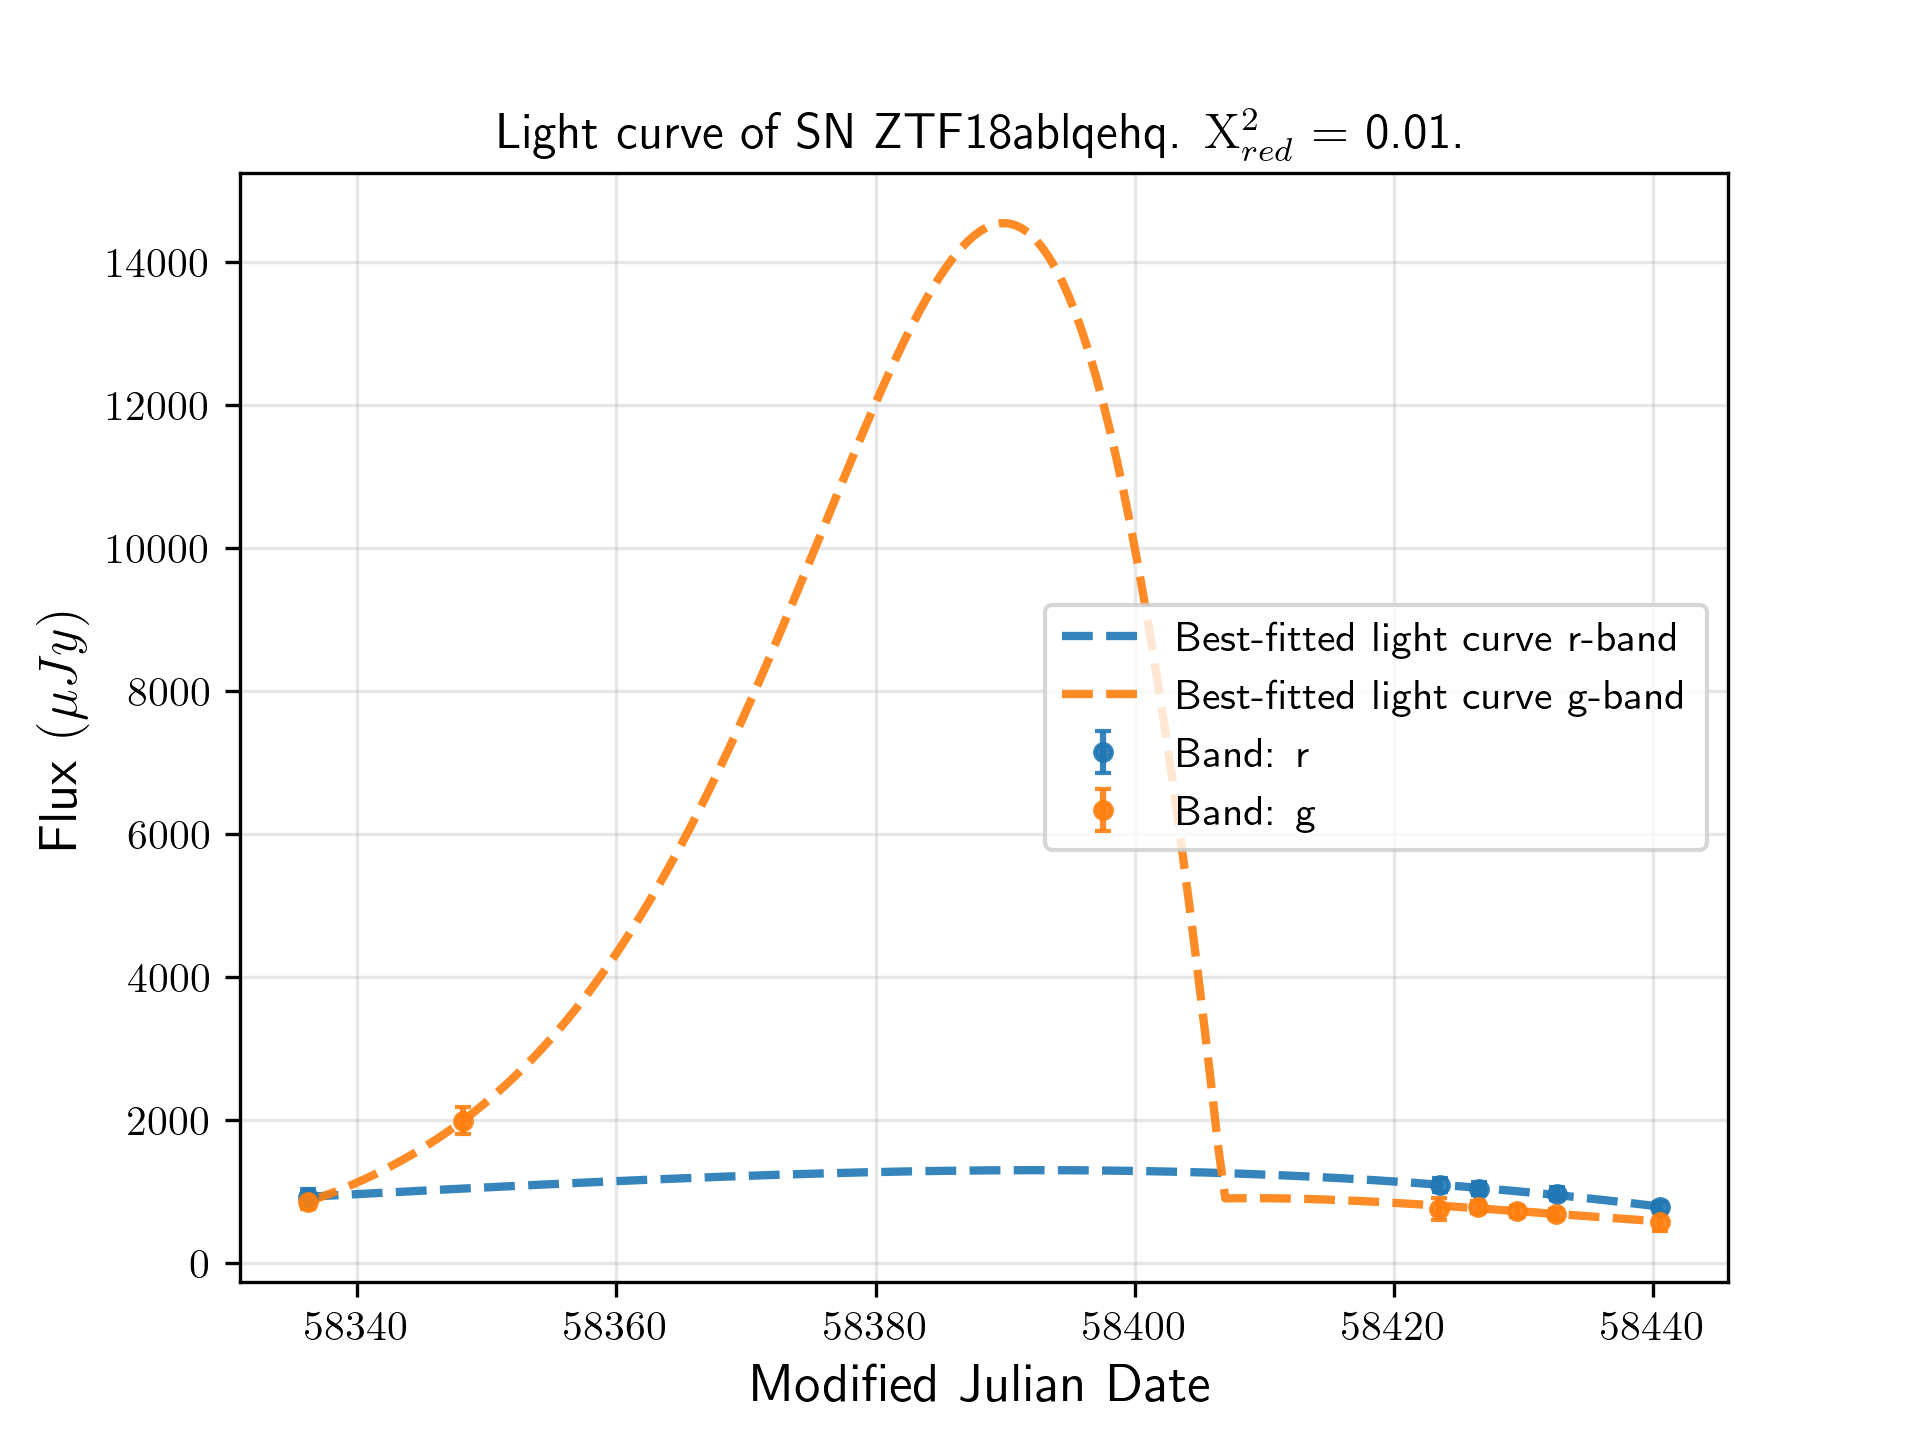 Light curve of SN ZTF18ablqehq. X²_red = 0.01.
Flux (μJy)
14000
12000
10000
8000
6000
4000
2000
0
Best-fitted light curve r-band
Best-fitted light curve g-band
Band: r
Band: g
58340 58360 58380 58400 58420 58440
Modified Julian Date